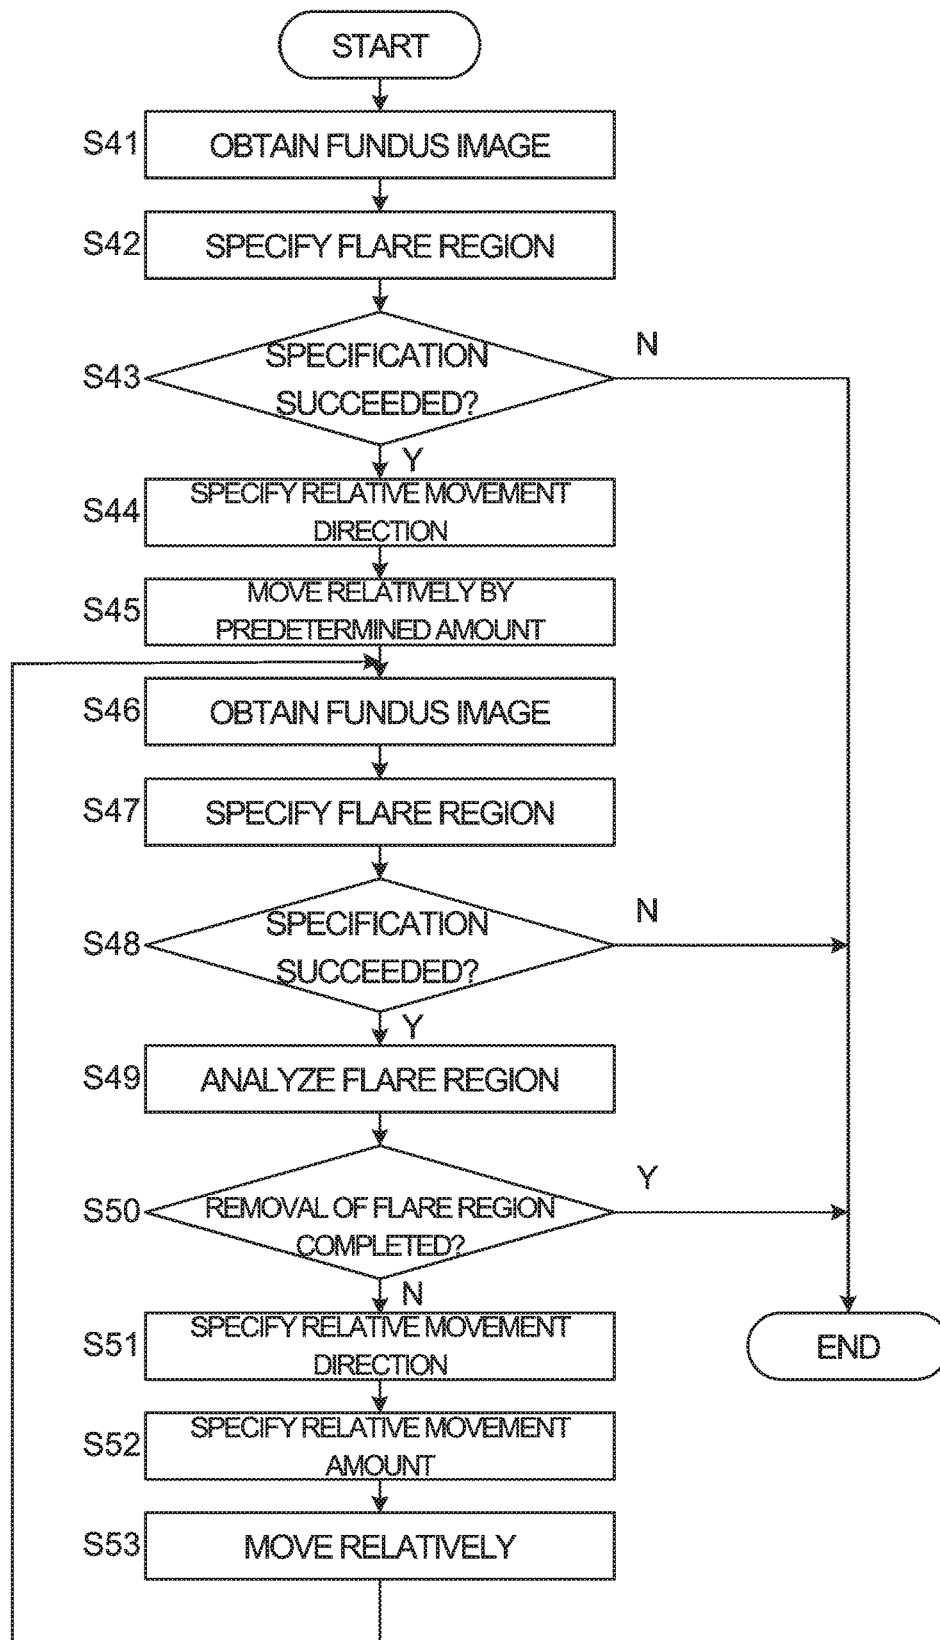 START
S41
OBTAIN FUNDUS IMAGE
S42
SPECIFY FLARE REGION
S43
SPECIFICATION
SUCCEEDED?
N
Y
S44
SPECIFY RELATIVE MOVEMENT
DIRECTION
S45
MOVE RELATIVELY BY
PREDETERMINED AMOUNT
S46
OBTAIN FUNDUS IMAGE
S47
SPECIFY FLARE REGION
S48
SPECIFICATION
SUCCEEDED?
N
Y
S49
ANALYZE FLARE REGION
S50
REMOVAL OF FLARE REGION
COMPLETED?
Y
N
S51
SPECIFY RELATIVE MOVEMENT
DIRECTION
END
S52
SPECIFY RELATIVE MOVEMENT
AMOUNT
S53
MOVE RELATIVELY